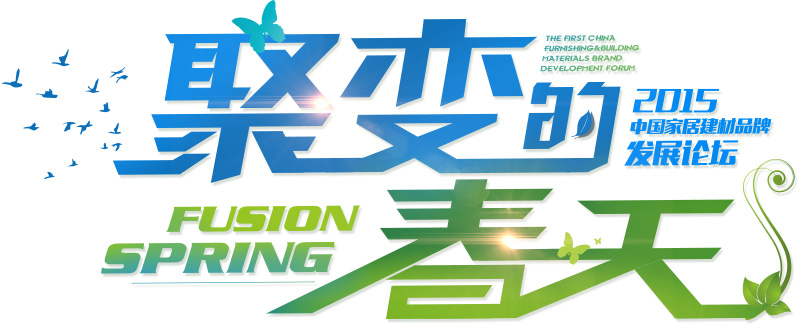 聚变的
THE FIRST CHINA
FURNISHING&BUILDING
MATERIALS BRAND
DEVELOPMENT FORUM
2015
中国家居建材品牌
发展论坛
FUSION
SPRING
春天